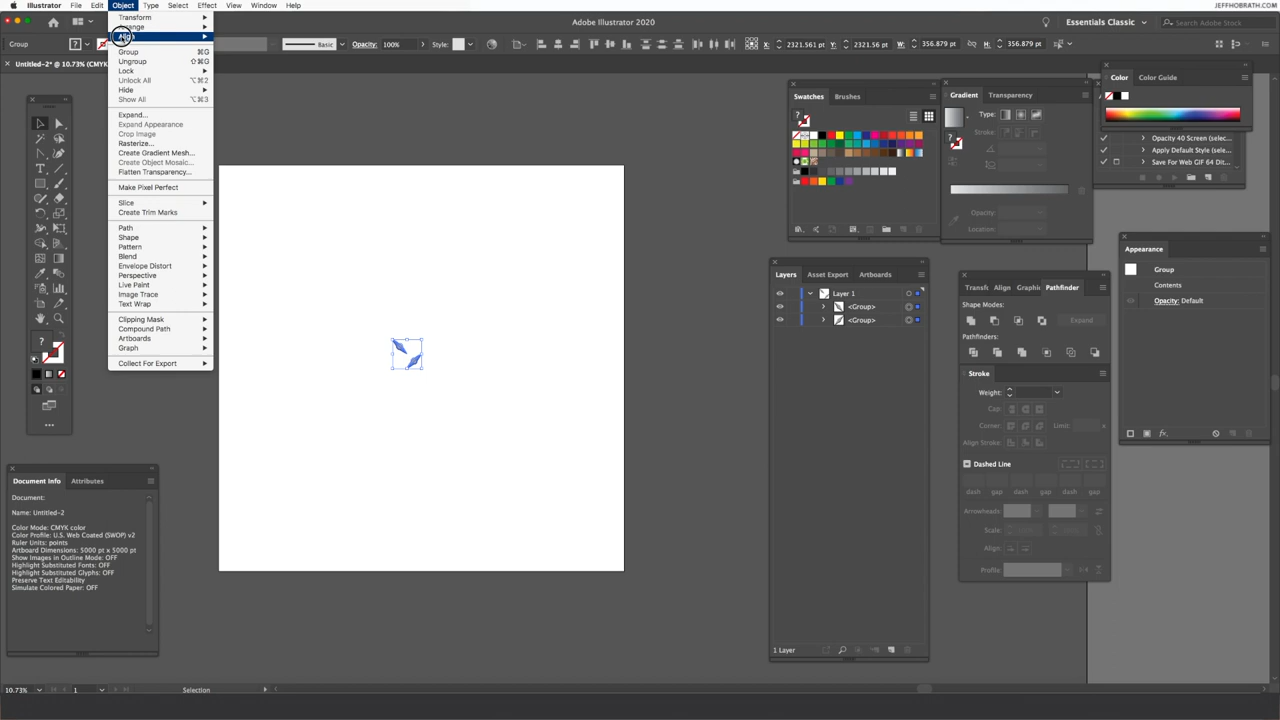 Illustrator File Edit Object Type Select Effect View Window Help
JEFFHOBRATH.COM
Adobe Illustrator 2020
Essentials Classic
Search Adobe Stock
Group
Basic
Opacity: 100%
Style:
X: 2321.561 pt
Y: 2321.56 pt
W: 356.879 pt
H: 356.879 pt
Untitled-2* @ 10.73% (CMYK
Transform
Arrange
Align
Group ⌘G
Ungroup ⇧⌘G
Lock
Unlock All ⌥⌘2
Hide
Show All ⌥⌘3
Expand...
Expand Appearance
Crop Image
Rasterize...
Create Gradient Mesh...
Create Object Mosaic...
Flatten Transparency...
Make Pixel Perfect
Slice
Create Trim Marks
Path
Shape
Pattern
Blend
Envelope Distort
Perspective
Live Paint
Image Trace
Text Wrap
Clipping Mask
Compound Path
Artboards
Graph
Collect For Export
Document Info Attributes
Document:
Name: Untitled-2
Color Mode: CMYK color
Color Profile: U.S. Web Coated (SWOP) v2
Ruler Units: points
Artboard Dimensions: 5000 pt x 5000 pt
Show Images in Outline Mode: OFF
Highlight Substituted Fonts: OFF
Highlight Substituted Glyphs: OFF
Preserve Text Editability
Simulate Colored Paper: OFF
Swatches Brushes
Gradient Transparency
Type:
Stroke:
Opacity:
Location:
Color Color Guide
Opacity 40 Screen (selec...
Apply Default Style (selec...
Save For Web GIF 64 Dit...
Layers Asset Export Artboards
Layer 1
<Group>
<Group>
1 Layer
Transf Align Graphi Pathfinder
Shape Modes:
Expand
Pathfinders:
Stroke
Weight:
Cap:
Corner: Limit:
Align Stroke:
Dashed Line
dash gap dash gap dash gap
Arrowheads:
Scale:
Align:
Profile:
Appearance
Group
Contents
Opacity: Default
10.73% 1 Selection